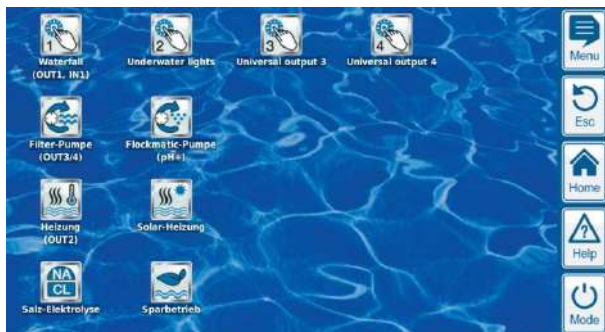 1
2
3
4
Waterfall
(OUT1, IN1)
Underwater lights
Universal output 3
Universal output 4
Filter-Pumpe
(OUT3/4)
Flockmatic-Pumpe
(pH+)
Heizung
(OUT2)
Solar-Heizung
NA
CL
Salz-Elektrolyse
Sparbetrieb
Menu
Esc
Home
?
Help
Mode